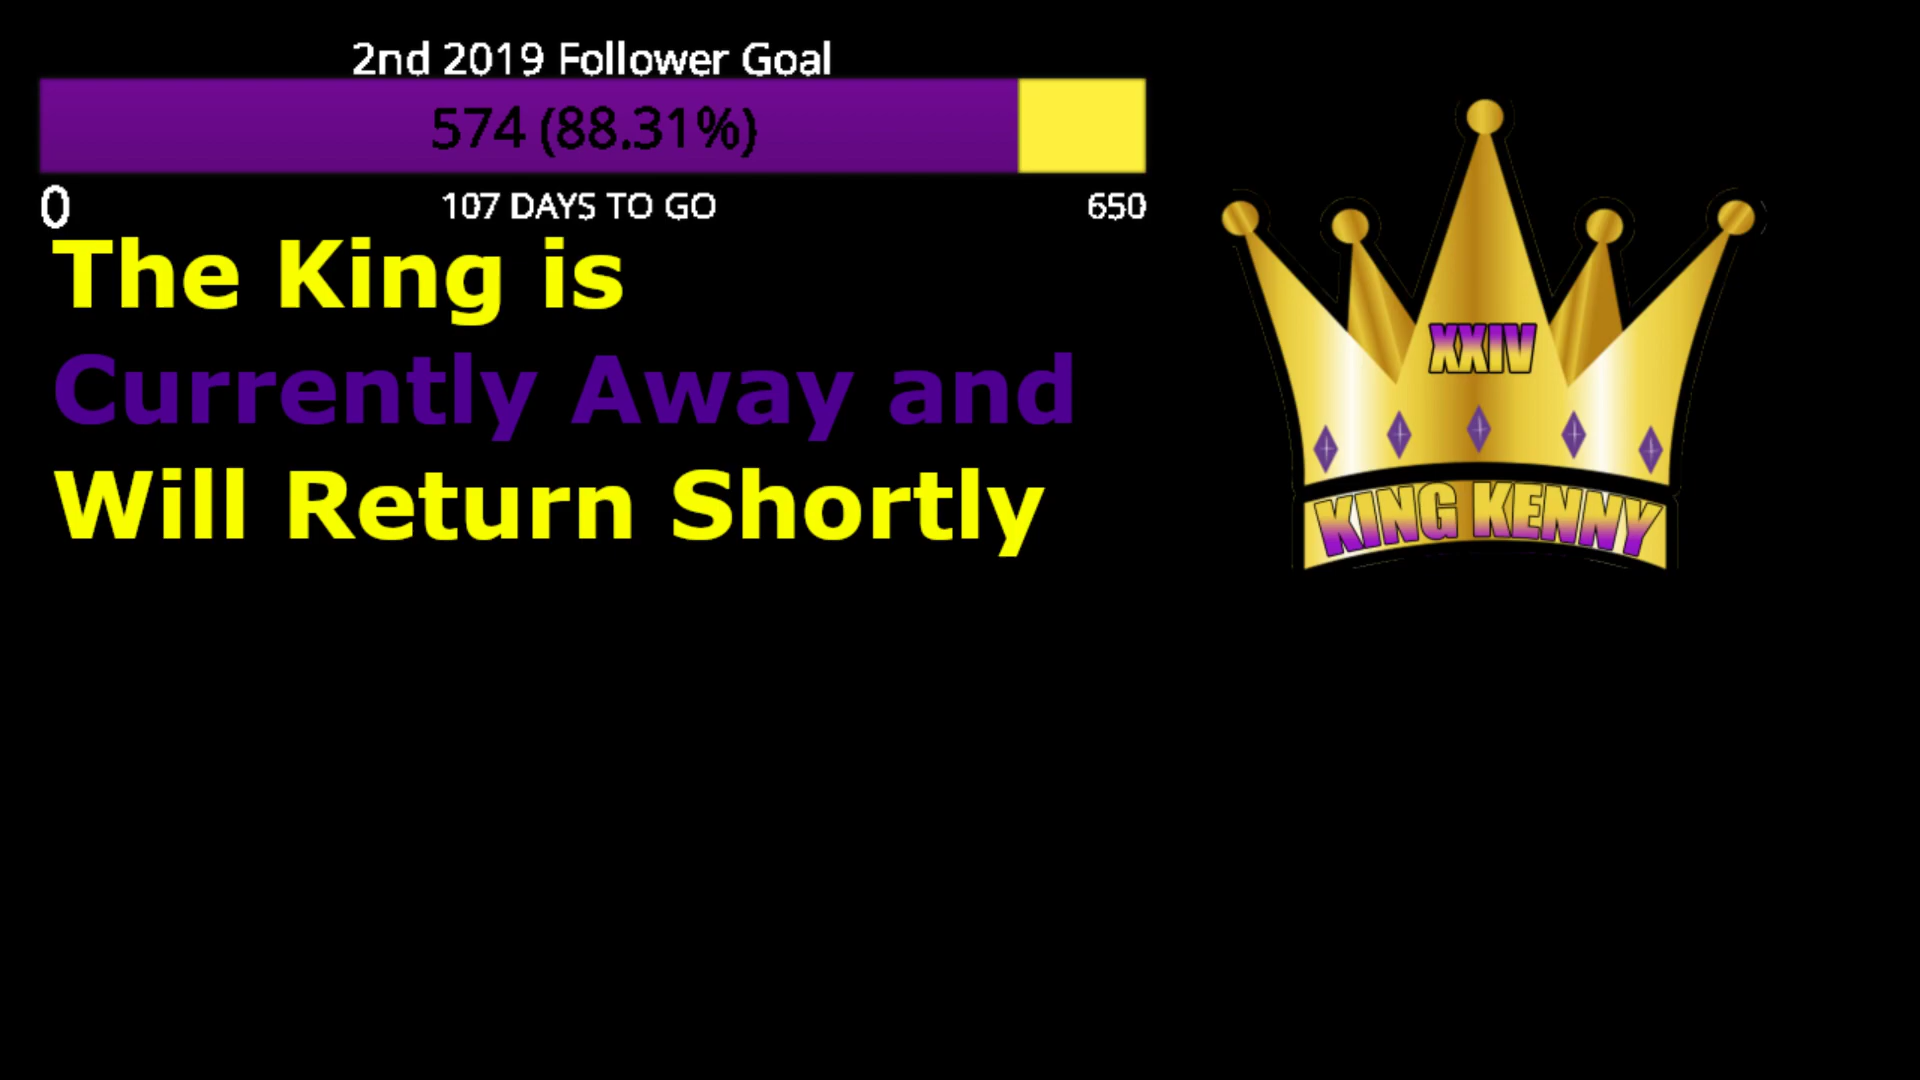 2nd 2019 Follower Goal
574 (88.31%)
0 107 DAYS TO GO 650
The King is
Currently Away and
Will Return Shortly
XXIV
KING KENNY